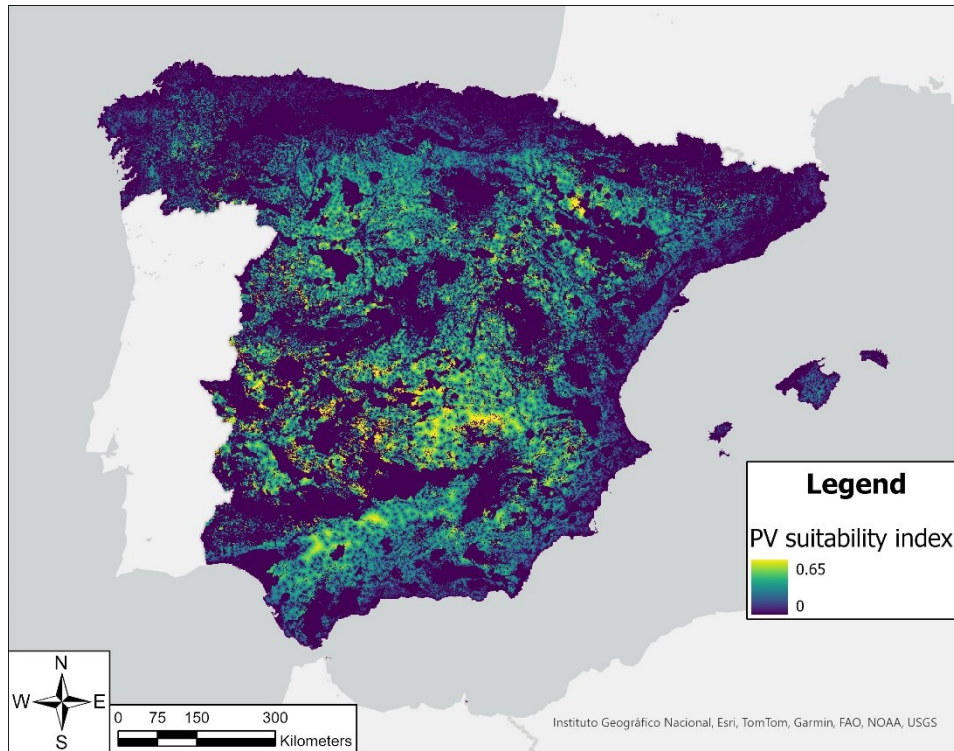 Legend
PV suitability index
0.65
0
N
W E
S
0 75 150 300
Kilometers
Instituto Geográfico Nacional, Esri, TomTom, Garmin, FAO, NOAA, USGS